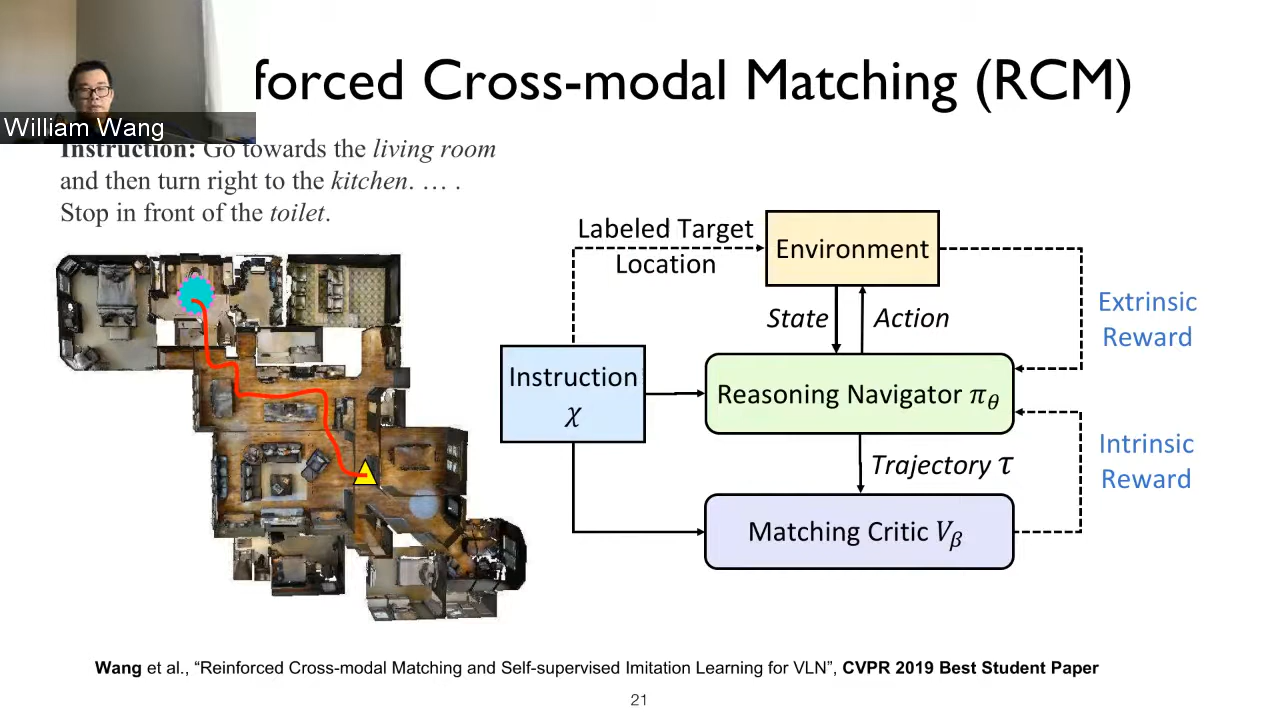 forced Cross-modal Matching (RCM)
William Wang
Instruction: Go towards the living room
and then turn right to the kitchen. … .
Stop in front of the toilet.
Labeled Target
Location
Environment
State
Action
Extrinsic
Reward
Instruction
χ
Reasoning Navigator πθ
Trajectory τ
Intrinsic
Reward
Matching Critic Vβ
Wang et al., “Reinforced Cross-modal Matching and Self-supervised Imitation Learning for VLN”, CVPR 2019 Best Student Paper
21